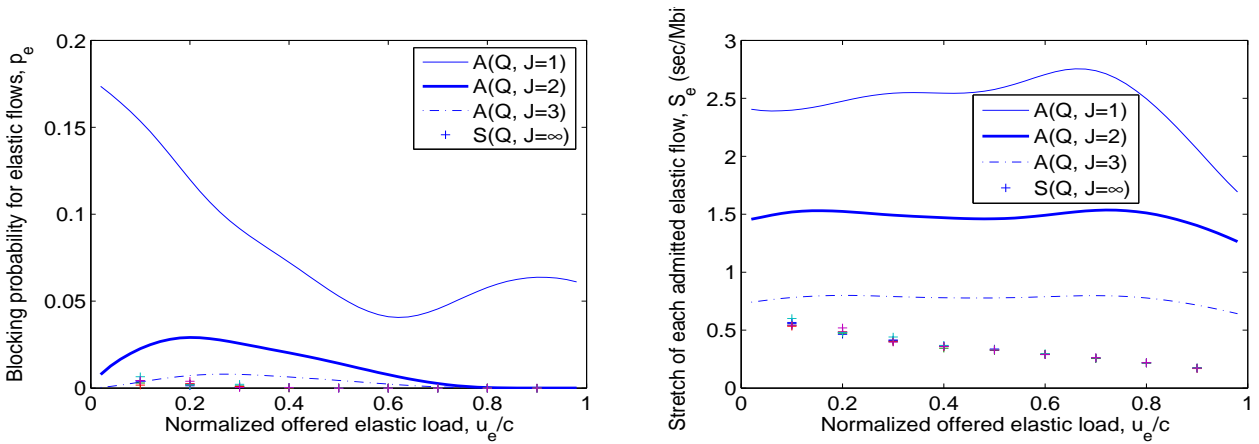 Blocking probability for elastic flows, p_e
0.2
0.15
0.1
0.05
0
0
0.2
0.4
0.6
0.8
1
Normalized offered elastic load, u_e/c
A(Q, J=1)
A(Q, J=2)
A(Q, J=3)
S(Q, J=∞)
Stretch of each admitted elastic flow, S_e (sec/Mbi
3
2.5
2
1.5
1
0.5
0
0
0.2
0.4
0.6
0.8
1
Normalized offered elastic load, u_e/c
A(Q, J=1)
A(Q, J=2)
A(Q, J=3)
S(Q, J=∞)